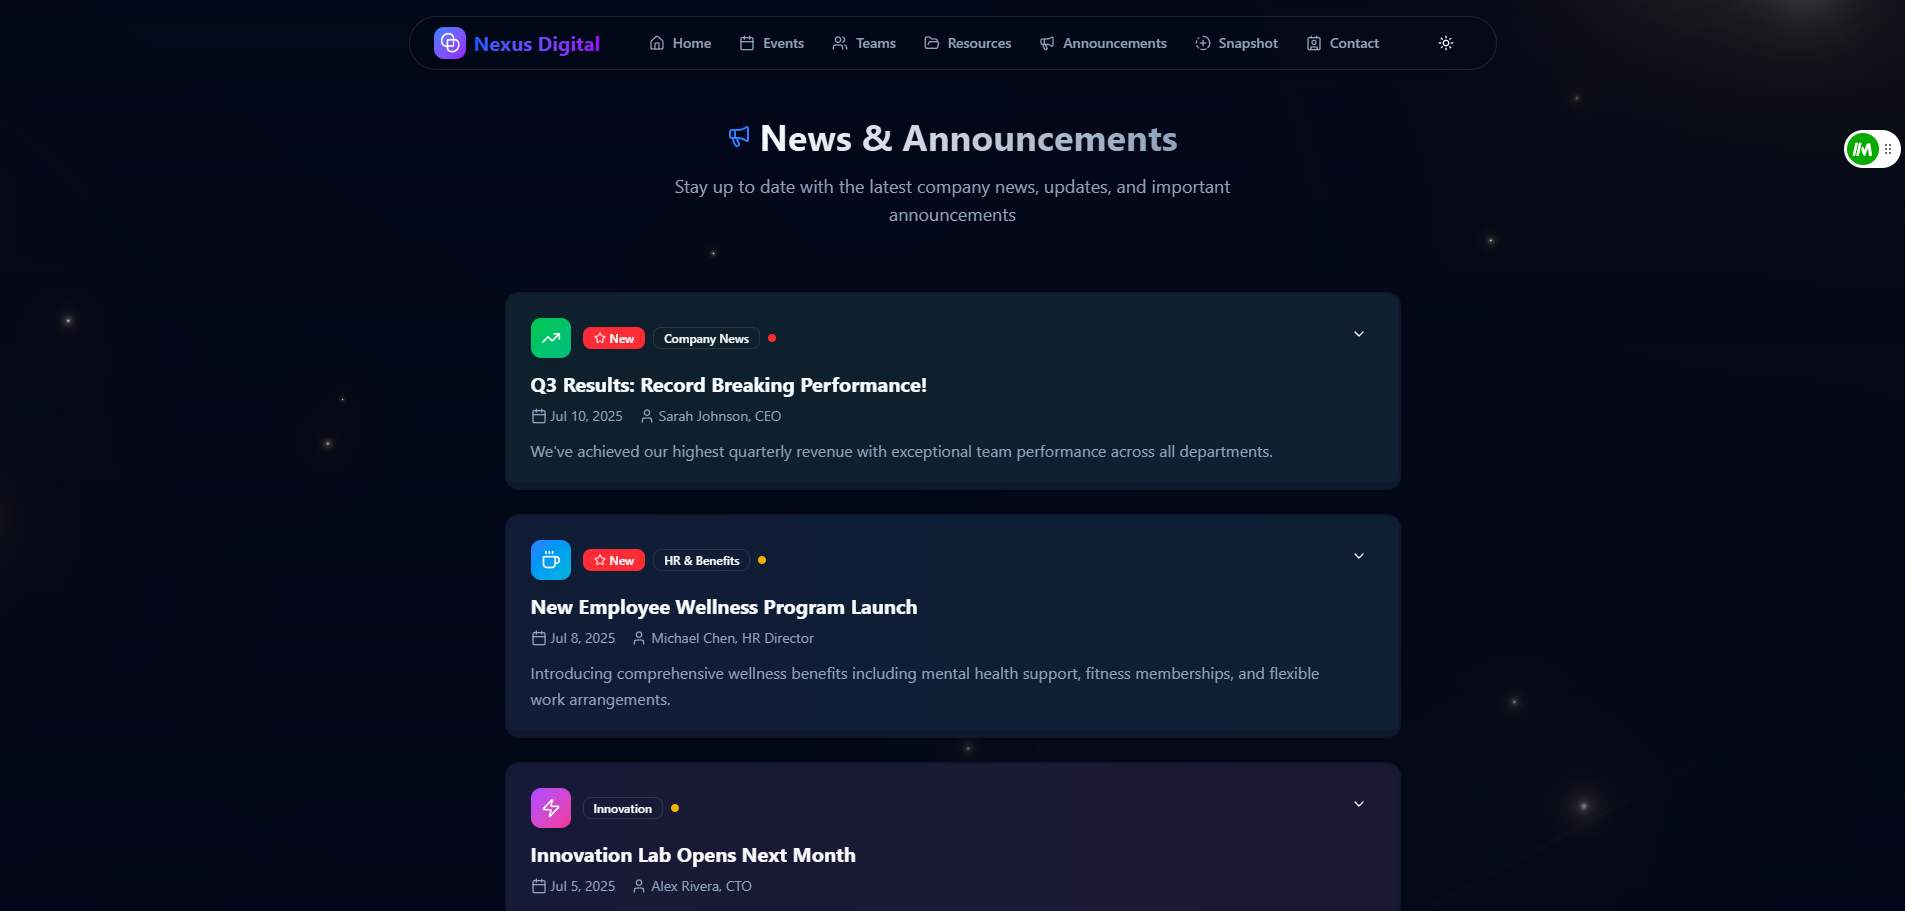 Nexus Digital
Home
Events
Teams
Resources
Announcements
Snapshot
Contact
News & Announcements
Stay up to date with the latest company news, updates, and important
announcements
New
Company News
Q3 Results: Record Breaking Performance!
Jul 10, 2025
Sarah Johnson, CEO
We've achieved our highest quarterly revenue with exceptional team performance across all departments.
New
HR & Benefits
New Employee Wellness Program Launch
Jul 8, 2025
Michael Chen, HR Director
Introducing comprehensive wellness benefits including mental health support, fitness memberships, and flexible
work arrangements.
Innovation
Innovation Lab Opens Next Month
Jul 5, 2025
Alex Rivera, CTO